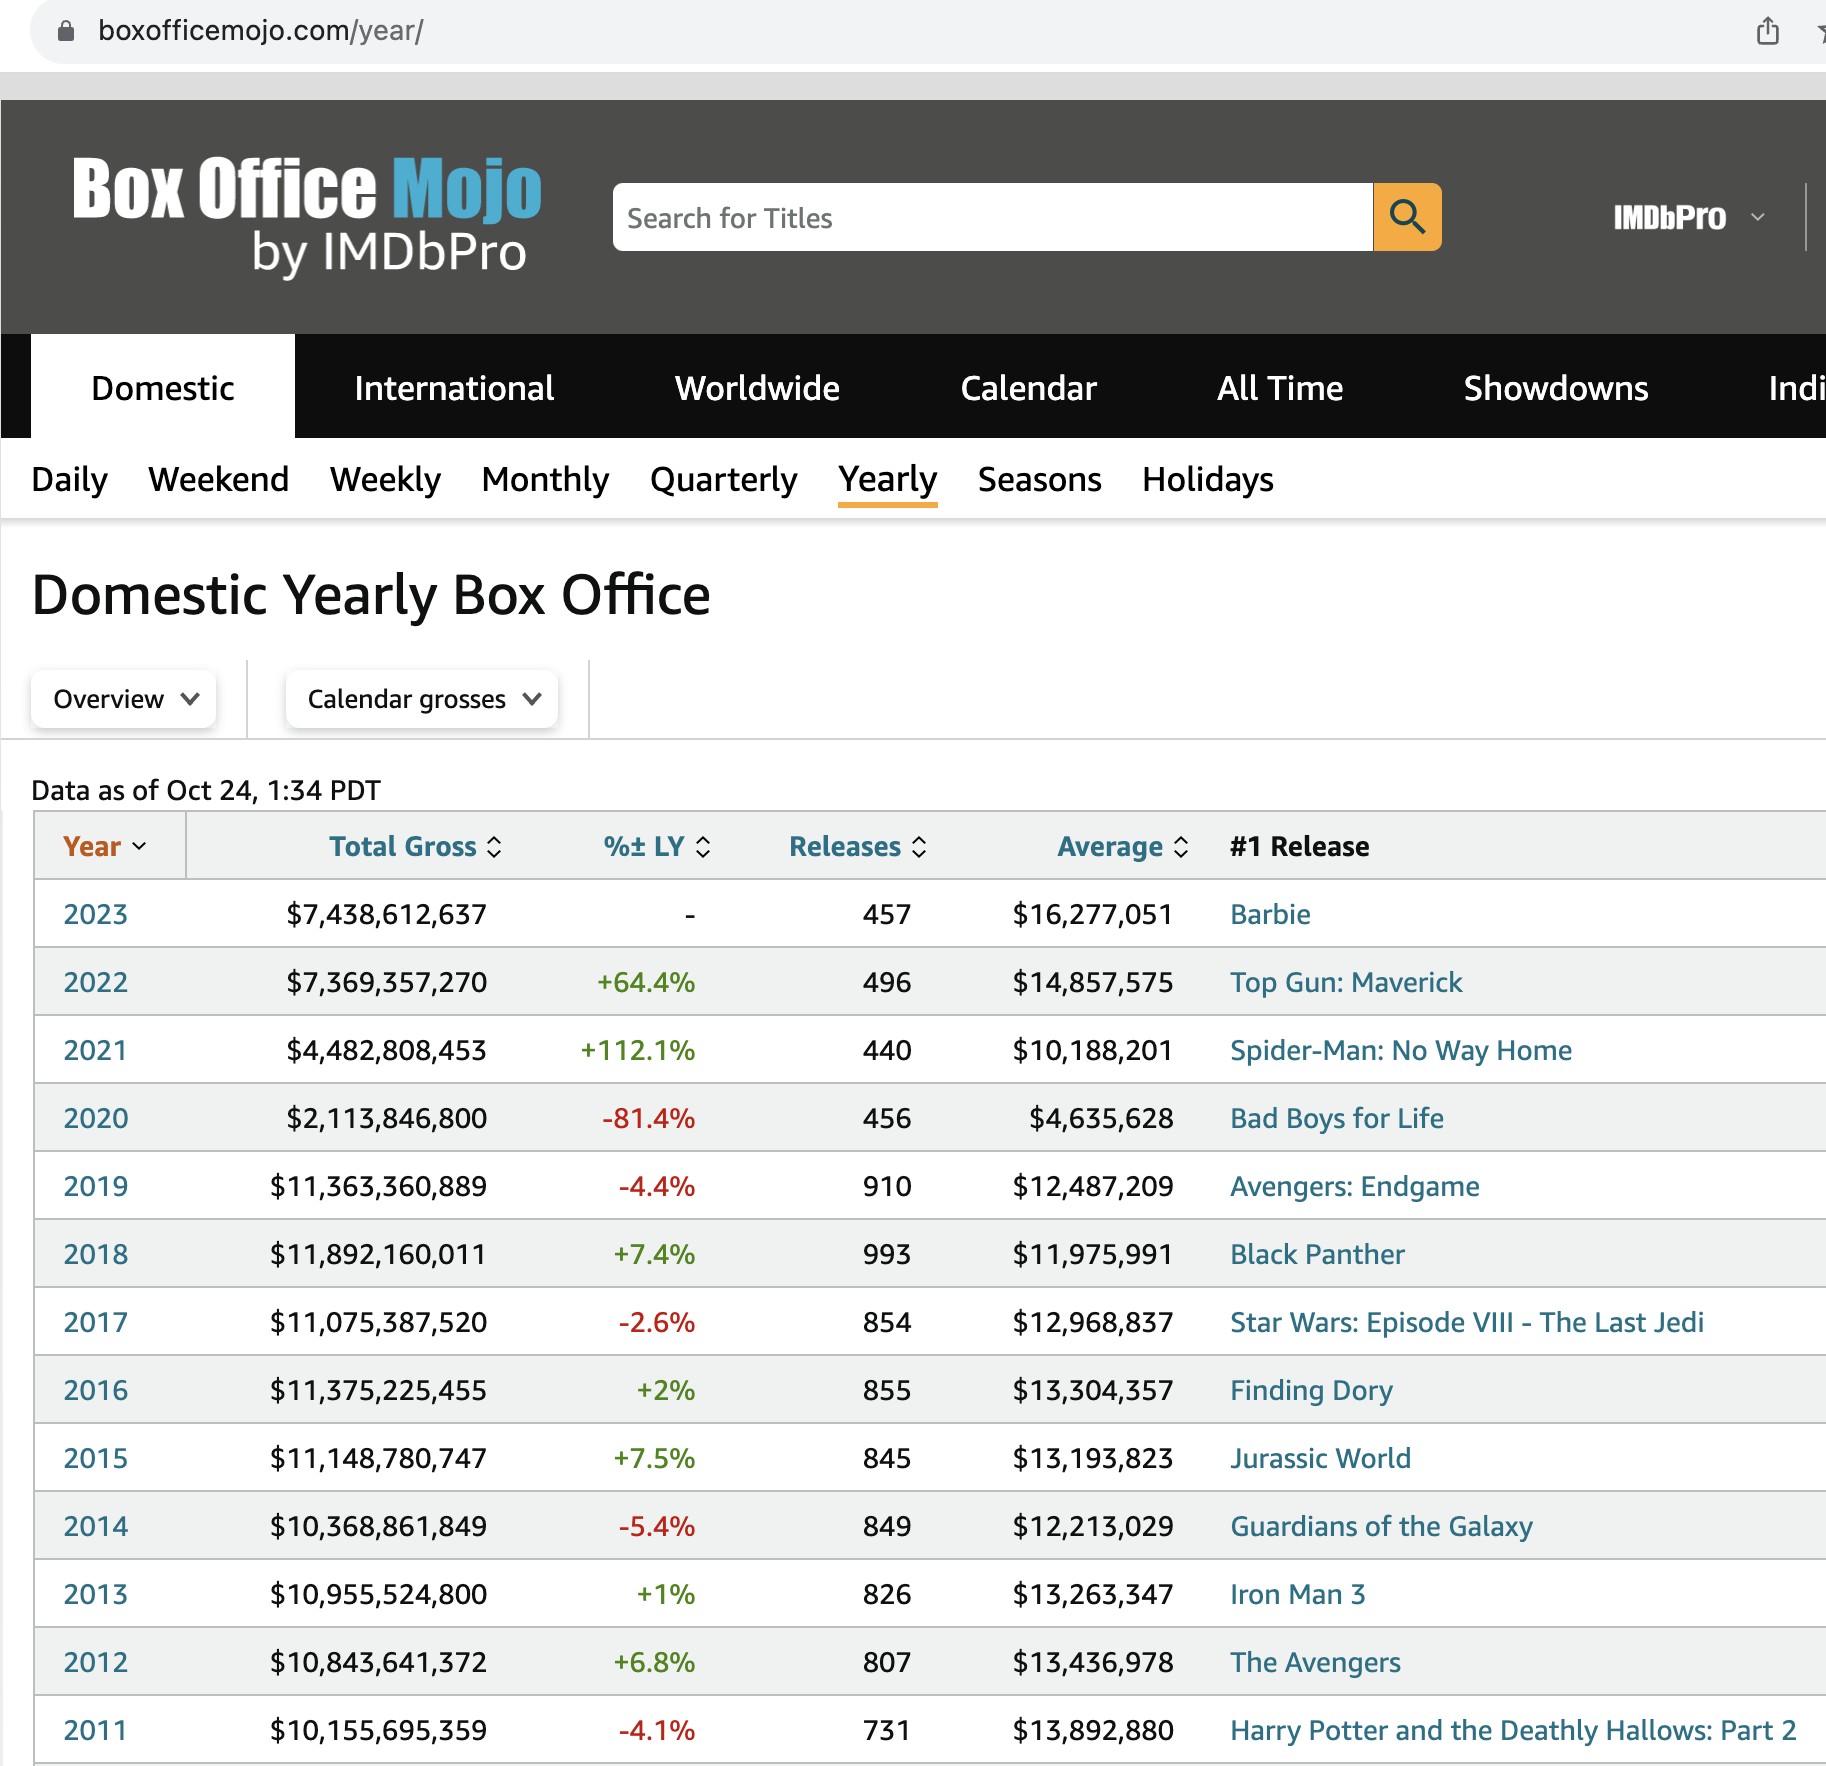 boxofficemojo.com/year/
Box Office Mojo
by IMDbPro
Search for Titles
IMDbPro
Domestic International Worldwide Calendar All Time Showdowns Indi
Daily Weekend Weekly Monthly Quarterly Yearly Seasons Holidays
Domestic Yearly Box Office
Overview Calendar grosses
Data as of Oct 24, 1:34 PDT
Year Total Gross %± LY Releases Average #1 Release
2023 $7,438,612,637 - 457 $16,277,051 Barbie
2022 $7,369,357,270 +64.4% 496 $14,857,575 Top Gun: Maverick
2021 $4,482,808,453 +112.1% 440 $10,188,201 Spider-Man: No Way Home
2020 $2,113,846,800 -81.4% 456 $4,635,628 Bad Boys for Life
2019 $11,363,360,889 -4.4% 910 $12,487,209 Avengers: Endgame
2018 $11,892,160,011 +7.4% 993 $11,975,991 Black Panther
2017 $11,075,387,520 -2.6% 854 $12,968,837 Star Wars: Episode VIII - The Last Jedi
2016 $11,375,225,455 +2% 855 $13,304,357 Finding Dory
2015 $11,148,780,747 +7.5% 845 $13,193,823 Jurassic World
2014 $10,368,861,849 -5.4% 849 $12,213,029 Guardians of the Galaxy
2013 $10,955,524,800 +1% 826 $13,263,347 Iron Man 3
2012 $10,843,641,372 +6.8% 807 $13,436,978 The Avengers
2011 $10,155,695,359 -4.1% 731 $13,892,880 Harry Potter and the Deathly Hallows: Part 2